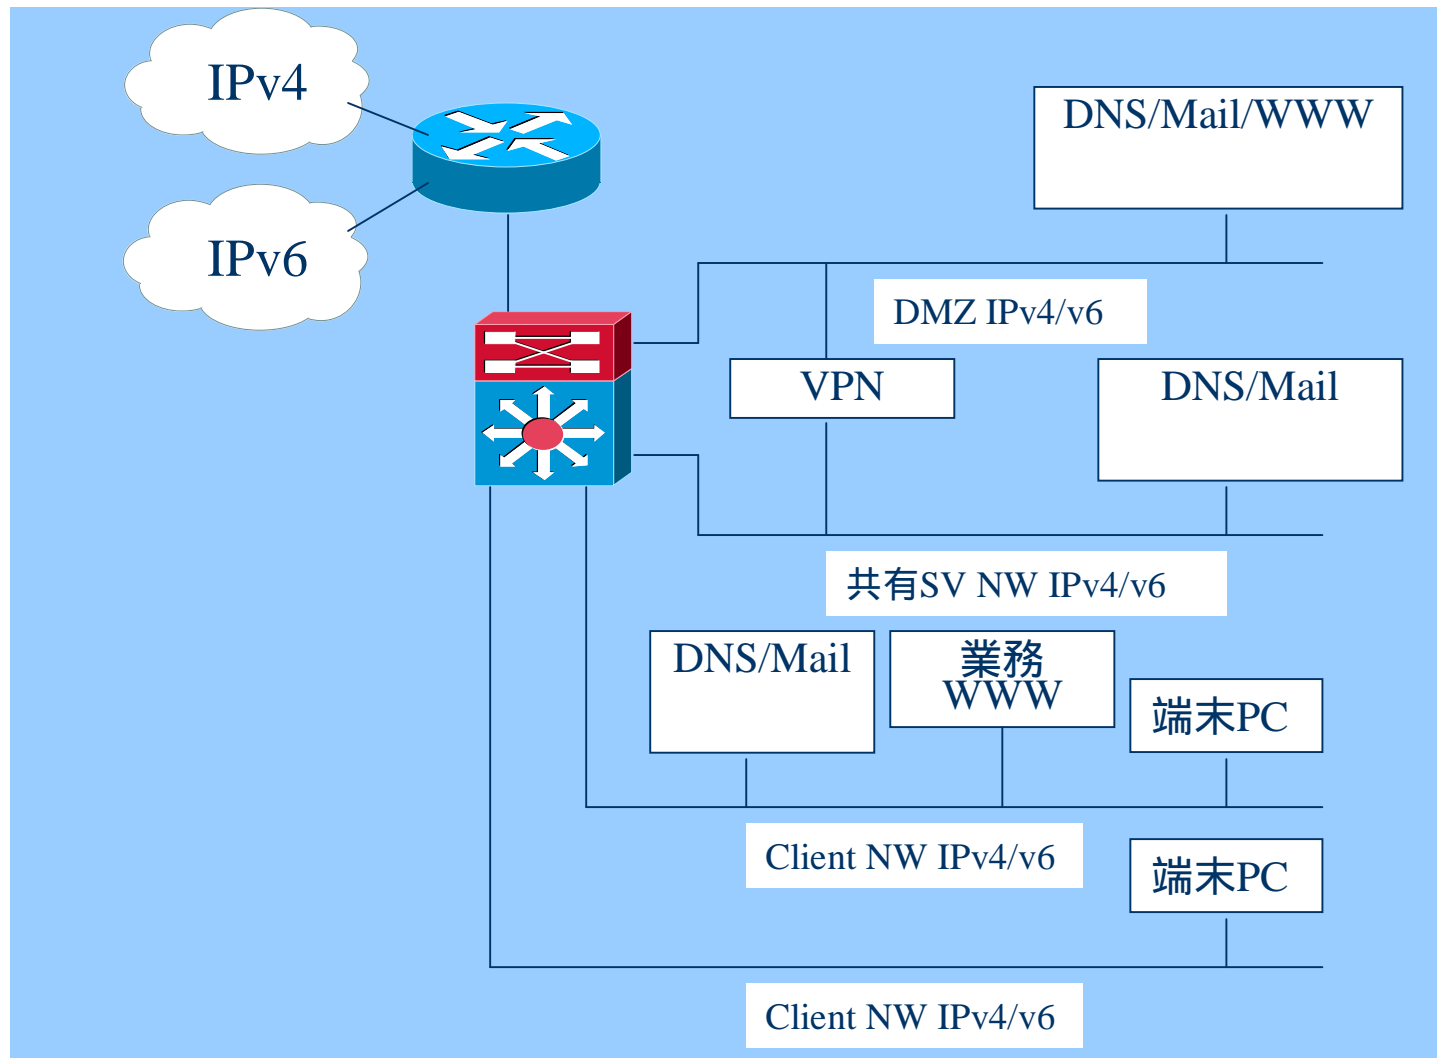 IPv4
IPv6
DNS/Mail/WWW
DMZ IPv4/v6
VPN
DNS/Mail
共有SV NW IPv4/v6
DNS/Mail
業務
WWW
端末PC
Client NW IPv4/v6
端末PC
Client NW IPv4/v6